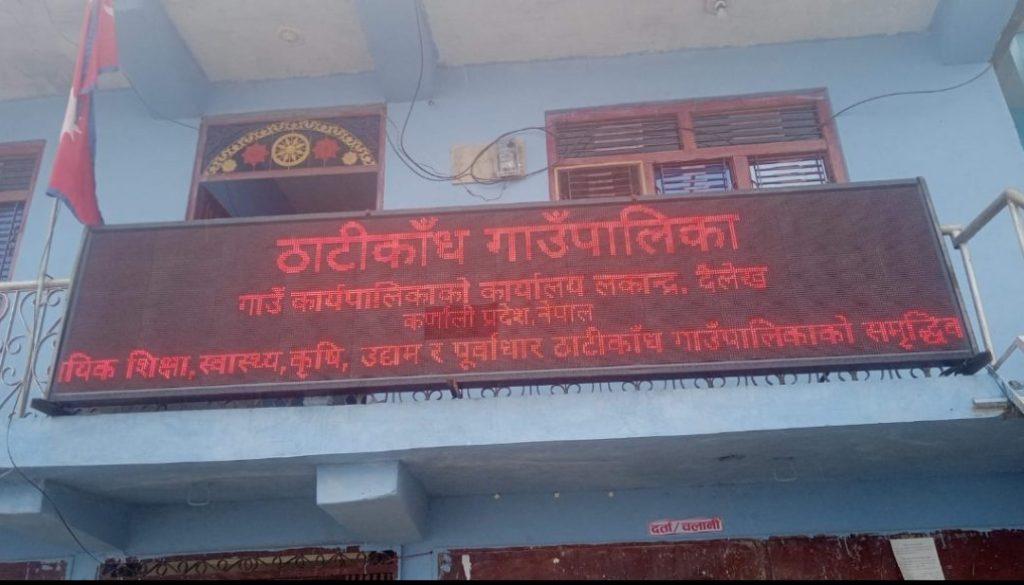 ठाटीकाँध गाउँपालिका
गाउँ कार्यपालिकाको कार्यालय लकान्द्र, दैलेख
कर्णाली प्रदेश,नेपाल
यिक शिक्षा,स्वास्थ्य,कृषि, उद्यम र पूर्वाधार ठाटीकाँध गाउँपालिकाको समृद्धिव
दर्ता/चलानी